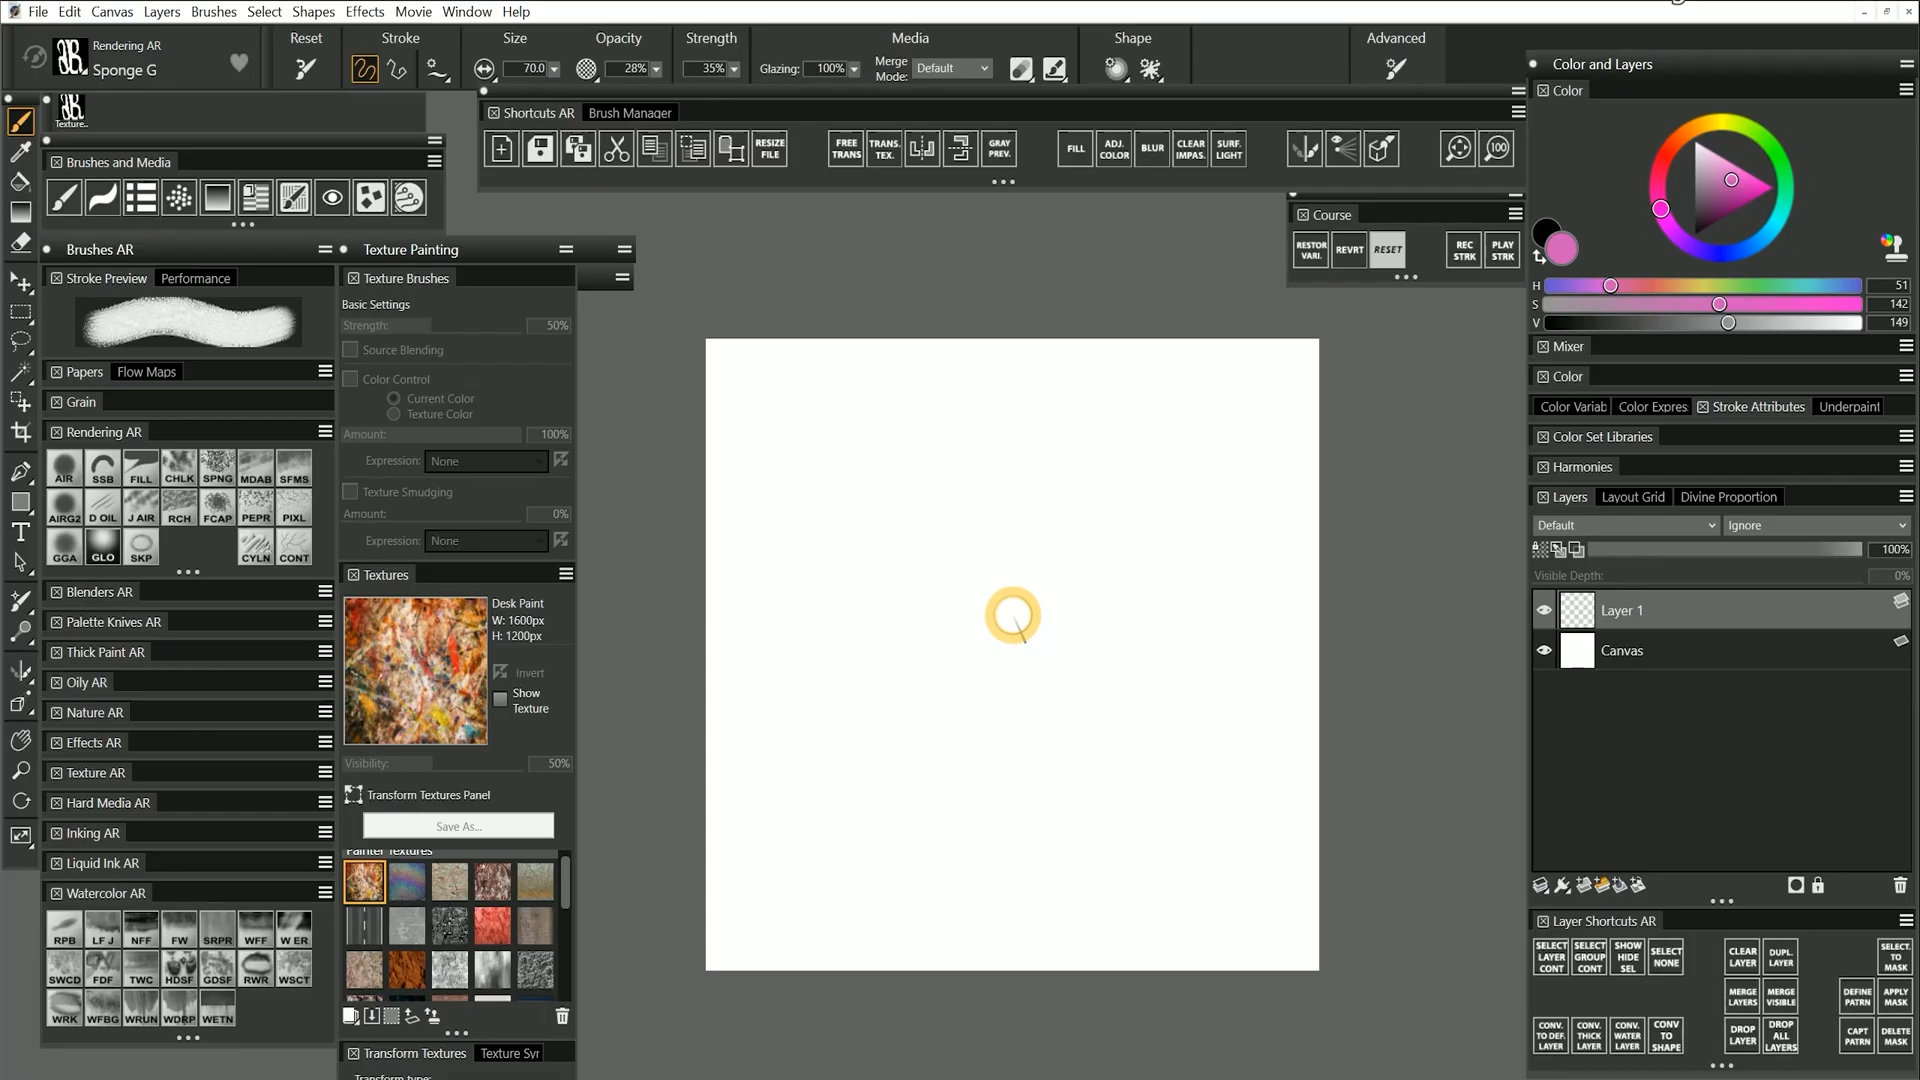 File Edit Canvas Layers Brushes Select Shapes Effects Movie Window Help
Rendering AR
Sponge G
Reset
Stroke
Size
70.0
Opacity
28%
Strength
35%
Media
Glazing: 100%
Merge
Mode: Default
Shape
Advanced
Texture..
Brushes and Media
Shortcuts AR
Brush Manager
RESIZE
FILE
FREE
TRANS
TRANS.
TEX.
GRAY
PREV.
FILL
ADJ.
COLOR
BLUR
CLEAR
IMPAS.
SURF.
LIGHT
100
Course
RESTOR
VARI.
REVRT
RESET
REC
STRK
PLAY
STRK
Brushes AR
Stroke Preview
Performance
Papers
Flow Maps
Grain
Rendering AR
AIR SSB FILL CHLK SPNG MDAB SFMS
AIRG2 D OIL J AIR RCH FCAP PEPR PIXL
GGA GLO SKP CYLN CONT
Blenders AR
Palette Knives AR
Thick Paint AR
Oily AR
Nature AR
Effects AR
Texture AR
Hard Media AR
Inking AR
Liquid Ink AR
Watercolor AR
RPB LF J NFF FW SRPR WFF W ER
SWCD FDF TWC HDSF GDSF RWR WSCT
WRK WFBG WRUN WDRP WETN
Texture Painting
Texture Brushes
Basic Settings
Strength: 50%
Source Blending
Color Control
Current Color
Texture Color
Amount: 100%
Expression: None
Texture Smudging
Amount: 0%
Expression: None
Textures
Desk Paint
W: 1600px
H: 1200px
Invert
Show
Texture
Visibility: 50%
Transform Textures Panel
Save As...
Painter Textures
Transform Textures
Texture Syr
Transform type:
Color and Layers
Color
H 51
S 142
V 149
Mixer
Color
Color Variab
Color Expres
Stroke Attributes
Underpaint
Color Set Libraries
Harmonies
Layers
Layout Grid
Divine Proportion
Default
Ignore
100%
Visible Depth: 0%
Layer 1
Canvas
Layer Shortcuts AR
SELECT
LAYER
CONT
SELECT
GROUP
CONT
SHOW
HIDE
SEL
SELECT
NONE
CLEAR
LAYER
DUPL.
LAYER
SELECT.
TO
MASK
MERGE
LAYERS
MERGE
VISIBLE
DEFINE
PATRN
APPLY
MASK
CONV.
TO DEF.
LAYER
CONV.
THICK
LAYER
CONV.
WATER
LAYER
CONV
TO
SHAPE
DROP
LAYER
DROP
ALL
LAYERS
CAPT
PATRN
DELETE
MASK